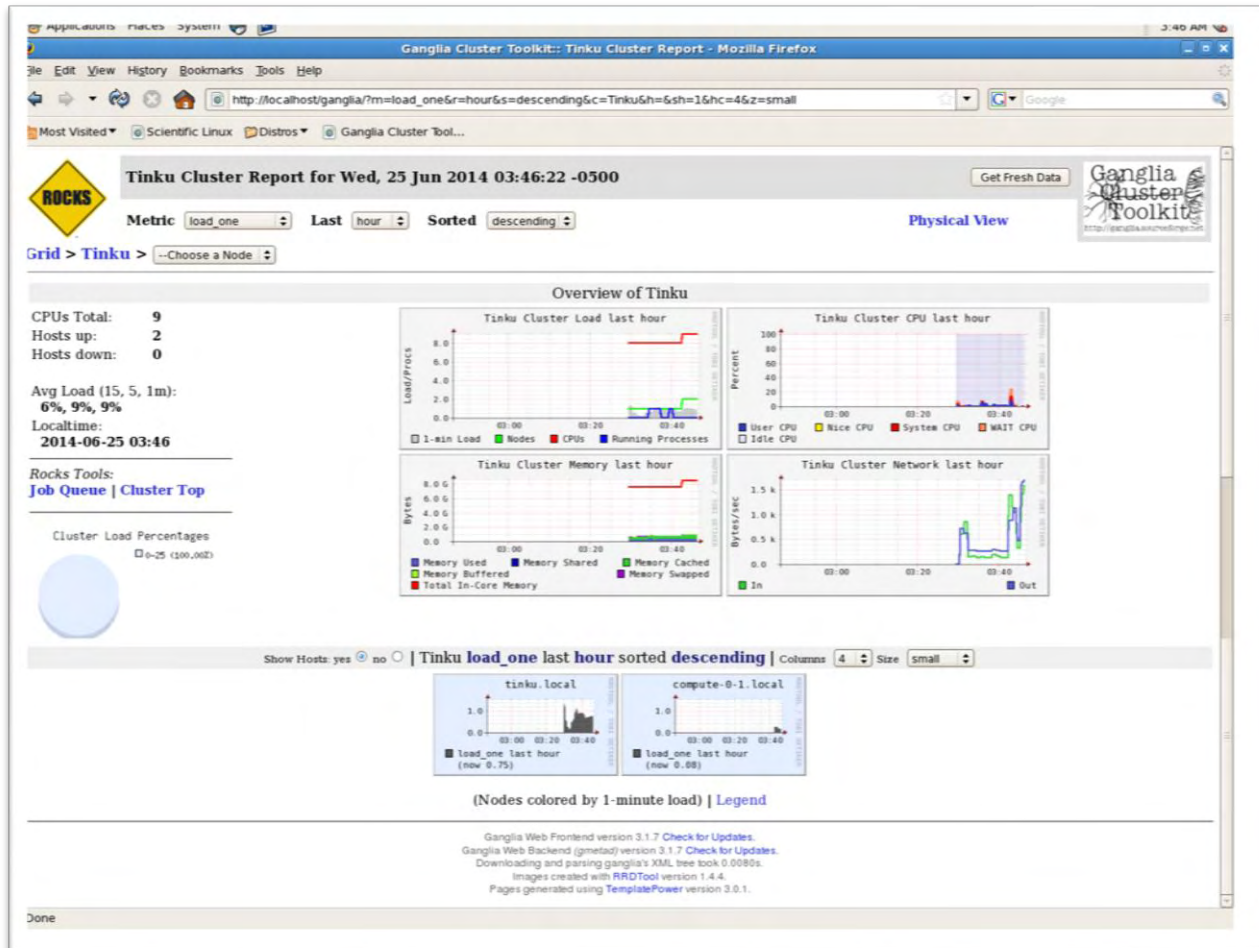 Applications Places System
3:46 AM
Ganglia Cluster Toolkit:: Tinku Cluster Report - Mozilla Firefox
File Edit View History Bookmarks Tools Help
http://localhost/ganglia/?m=load_one&r=hour&s=descending&c=Tinku&h=&sh=1&hc=4&z=small
Google
Most Visited Scientific Linux Distros Ganglia Cluster Tool...
ROCKS
Tinku Cluster Report for Wed, 25 Jun 2014 03:46:22 -0500
Get Fresh Data
Ganglia
Cluster
Toolkit
http://ganglia.sourceforge.net
Metric load_one Last hour Sorted descending
Physical View
Grid > Tinku > --Choose a Node
Overview of Tinku
CPUs Total: 9
Hosts up: 2
Hosts down: 0
Avg Load (15, 5, 1m):
6%, 9%, 9%
Localtime:
2014-06-25 03:46
Rocks Tools:
Job Queue | Cluster Top
Cluster Load Percentages
0-25 (100.00%)
Tinku Cluster Load last hour
Load/Procs
8.0
6.0
4.0
2.0
0.0
03:00 03:20 03:40
1-min Load Nodes CPUs Running Processes
Tinku Cluster CPU last hour
Percent
100
80
60
40
20
0
03:00 03:20 03:40
User CPU Nice CPU System CPU WAIT CPU
Idle CPU
Tinku Cluster Memory last hour
Bytes
8.0 G
6.0 G
4.0 G
2.0 G
0.0
03:00 03:20 03:40
Memory Used Memory Shared Memory Cached
Memory Buffered Memory Swapped
Total In-Core Memory
Tinku Cluster Network last hour
Bytes/sec
1.5 k
1.0 k
0.5 k
0.0
03:00 03:20 03:40
In Out
Show Hosts: yes no | Tinku load_one last hour sorted descending | Columns 4 Size small
tinku.local
1.0
0.0
03:00 03:20 03:40
load_one last hour
(now 0.75)
compute-0-1.local
1.0
0.0
03:00 03:20 03:40
load_one last hour
(now 0.08)
(Nodes colored by 1-minute load) | Legend
Ganglia Web Frontend version 3.1.7 Check for Updates.
Ganglia Web Backend (gmetad) version 3.1.7 Check for Updates.
Downloading and parsing ganglia's XML tree took 0.0080s.
Images created with RRDTool version 1.4.4.
Pages generated using TemplatePower version 3.0.1.
Done